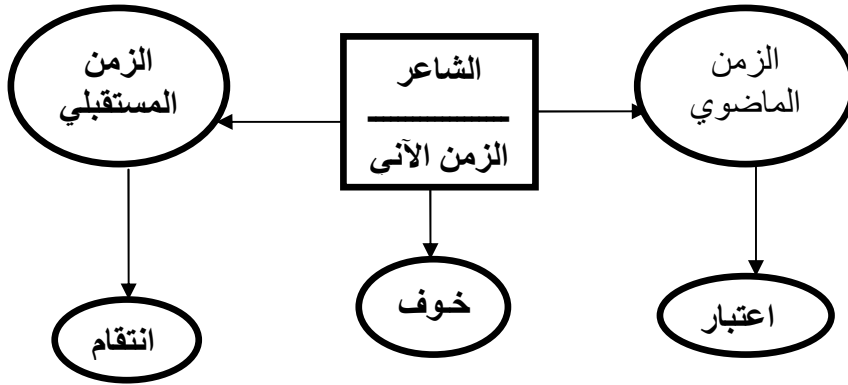 الزمن
الماضوي
الشاعر
الزمن الآني
الزمن
المستقبلي
اعتبار
خوف
انتقام